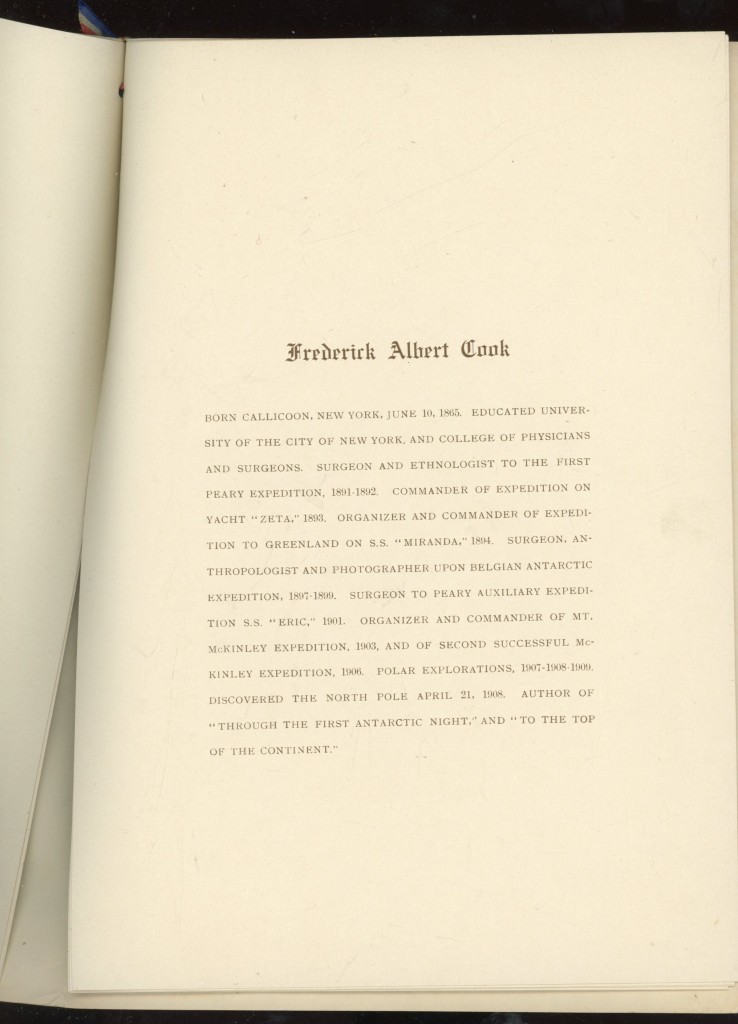 Frederick Albert Cook
BORN CALLICOON, NEW YORK, JUNE 10, 1865. EDUCATED UNIVER-
SITY OF THE CITY OF NEW YORK, AND COLLEGE OF PHYSICIANS
AND SURGEONS. SURGEON AND ETHNOLOGIST TO THE FIRST
PEARY EXPEDITION, 1891-1892. COMMANDER OF EXPEDITION ON
YACHT "ZETA," 1893. ORGANIZER AND COMMANDER OF EXPEDI-
TION TO GREENLAND ON S.S. "MIRANDA," 1894. SURGEON, AN-
THROPOLOGIST AND PHOTOGRAPHER UPON BELGIAN ANTARCTIC
EXPEDITION, 1897-1899. SURGEON TO PEARY AUXILIARY EXPEDI-
TION S.S. "ERIC," 1901. ORGANIZER AND COMMANDER OF MT.
McKINLEY EXPEDITION, 1903, AND OF SECOND SUCCESSFUL Mc-
KINLEY EXPEDITION, 1906. POLAR EXPLORATIONS, 1907-1908-1909.
DISCOVERED THE NORTH POLE APRIL 21, 1908. AUTHOR OF
"THROUGH THE FIRST ANTARCTIC NIGHT," AND "TO THE TOP
OF THE CONTINENT."